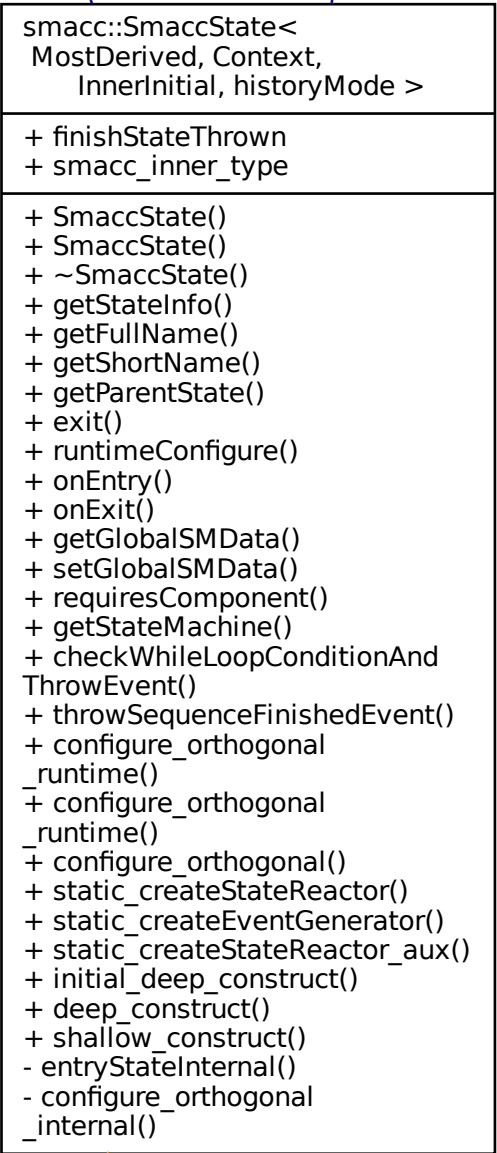 smacc::SmaccState<
MostDerived, Context,
InnerInitial, historyMode >
+ finishStateThrown
+ smacc_inner_type
+ SmaccState()
+ SmaccState()
+ ~SmaccState()
+ getStateInfo()
+ getFullName()
+ getShortName()
+ getParentState()
+ exit()
+ runtimeConfigure()
+ onEntry()
+ onExit()
+ getGlobalSMData()
+ setGlobalSMData()
+ requiresComponent()
+ getStateMachine()
+ checkWhileLoopConditionAnd
ThrowEvent()
+ throwSequenceFinishedEvent()
+ configure_orthogonal
_runtime()
+ configure_orthogonal
_runtime()
+ configure_orthogonal()
+ static_createStateReactor()
+ static_createEventGenerator()
+ static_createStateReactor_aux()
+ initial_deep_construct()
+ deep_construct()
+ shallow_construct()
- entryStateInternal()
- configure_orthogonal
_internal()